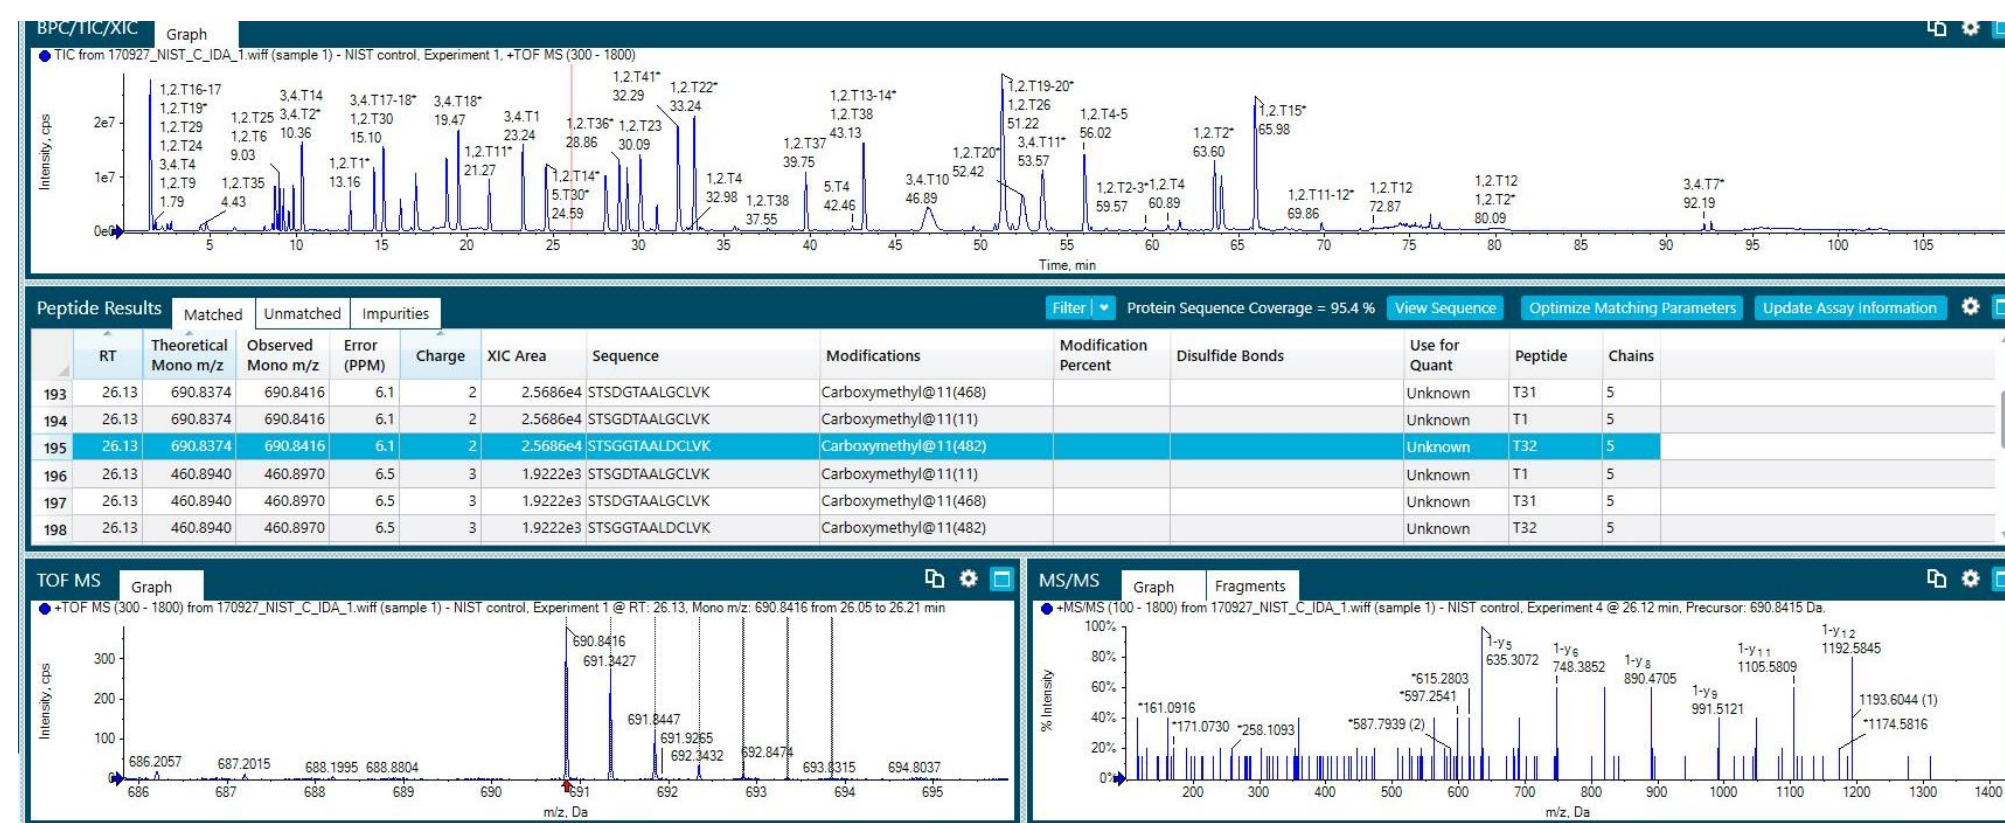 BPC/TIC/XIC Graph
TIC from 170927_NIST_C_IDA_1.wiff (sample 1) - NIST control, Experiment 1, +TOF MS (300 - 1800)
Intensity, cps
2e7
1e7
0e0
1,2.T16-17
1,2.T19*
1,2.T29
1,2.T24
3,4.T4
1,2.T9
1.79
1,2.T35
4.43
1,2.T25
1,2.T6
9.03
3,4.T14
3,4.T2*
10.36
1,2.T1*
13.16
3,4.T17-18*
1,2.T30
15.10
3,4.T18*
19.47
1,2.T11*
21.27
3,4.T1
23.24
1,2.T14*
5.T30*
24.59
1,2.T36*
28.86
1,2.T23
30.09
1,2.T41*
32.29
1,2.T22*
33.24
1,2.T4
32.98
1,2.T38
37.55
1,2.T37
39.75
5.T4
42.46
1,2.T13-14*
1,2.T38
43.13
3,4.T10
46.89
1,2.T20*
52.42
1,2.T19-20*
1,2.T26
51.22
3,4.T11*
53.57
1,2.T4-5
56.02
1,2.T2-3*
59.57
1,2.T4
60.89
1,2.T2*
63.60
1,2.T15*
65.98
1,2.T11-12*
69.86
1,2.T12
72.87
1,2.T12
1,2.T2*
80.09
3,4.T7*
92.19
5 10 15 20 25 30 35 40 45 50 55 60 65 70 75 80 85 90 95 100 105
Time, min
Peptide Results Matched Unmatched Impurities Filter Protein Sequence Coverage = 95.4 % View Sequence Optimize Matching Parameters Update Assay Information
RT Theoretical Mono m/z Observed Mono m/z Error (PPM) Charge XIC Area Sequence Modifications Modification Percent Disulfide Bonds Use for Quant Peptide Chains
193 26.13 690.8374 690.8416 6.1 2 2.5686e4 STSDGTAALGCLVK Carboxymethyl@11(468) Unknown T31 5
194 26.13 690.8374 690.8416 6.1 2 2.5686e4 STSGDTAALGCLVK Carboxymethyl@11(11) Unknown T1 5
195 26.13 690.8374 690.8416 6.1 2 2.5686e4 STSGGTAALDCLVK Carboxymethyl@11(482) Unknown T32 5
196 26.13 460.8940 460.8970 6.5 3 1.9222e3 STSGDTAALGCLVK Carboxymethyl@11(11) Unknown T1 5
197 26.13 460.8940 460.8970 6.5 3 1.9222e3 STSDGTAALGCLVK Carboxymethyl@11(468) Unknown T31 5
198 26.13 460.8940 460.8970 6.5 3 1.9222e3 STSGGTAALDCLVK Carboxymethyl@11(482) Unknown T32 5
TOF MS Graph
+TOF MS (300 - 1800) from 170927_NIST_C_IDA_1.wiff (sample 1) - NIST control, Experiment 1 @ RT: 26.13, Mono m/z: 690.8416 from 26.05 to 26.21 min
Intensity, cps
300
200
100
0
686.2057
687.2015
688.1995
688.8804
690.8416
691.3427
691.8447
691.9265
692.3432
692.8474
693.8315
694.8037
686 687 688 689 690 691 692 693 694 695
m/z, Da
MS/MS Graph Fragments
+MS/MS (100 - 1800) from 170927_NIST_C_IDA_1.wiff (sample 1) - NIST control, Experiment 4 @ 26.12 min, Precursor: 690.8415 Da.
% Intensity
100%
80%
60%
40%
20%
0%
*161.0916
*171.0730
*258.1093
*587.7939 (2)
*597.2541
*615.2803
1-y5
635.3072
1-y6
748.3852
1-y8
890.4705
1-y9
991.5121
1-y11
1105.5809
1-y12
1192.5845
1193.6044 (1)
*1174.5816
200 300 400 500 600 700 800 900 1000 1100 1200 1300 1400
m/z, Da